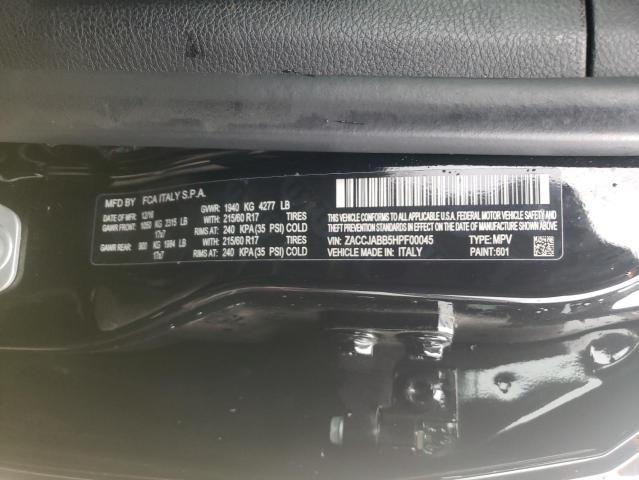 MFD BY: FCA ITALY S.P.A.
DATE OF MFD: 12/16 GVWR: 1940 KG 4277 LB
GAWR FRONT: 1050 KG 2315 LB WITH: 215/60 R17 TIRES
17x7 RIMS AT: 240 KPA(35 PSI) COLD
GAWR REAR: 900 KG 1984 LB WITH: 215/60 R17 TIRES
17x7 RIMS AT: 240 KPA(35 PSI) COLD
THIS VEHICLE CONFORMS TO ALL APPLICABLE U.S.A.
FEDERAL MOTOR VEHICLE SAFETY, BUMPER, AND
THEFT PREVENTION STANDARDS IN EFFECT ON THE
DATE OF MANUFACTURE SHOWN ABOVE
VIN: ZACCJABB5HPF00045 TYPE: MPV
VEHICLE MADE IN: ITALY PAINT: 601